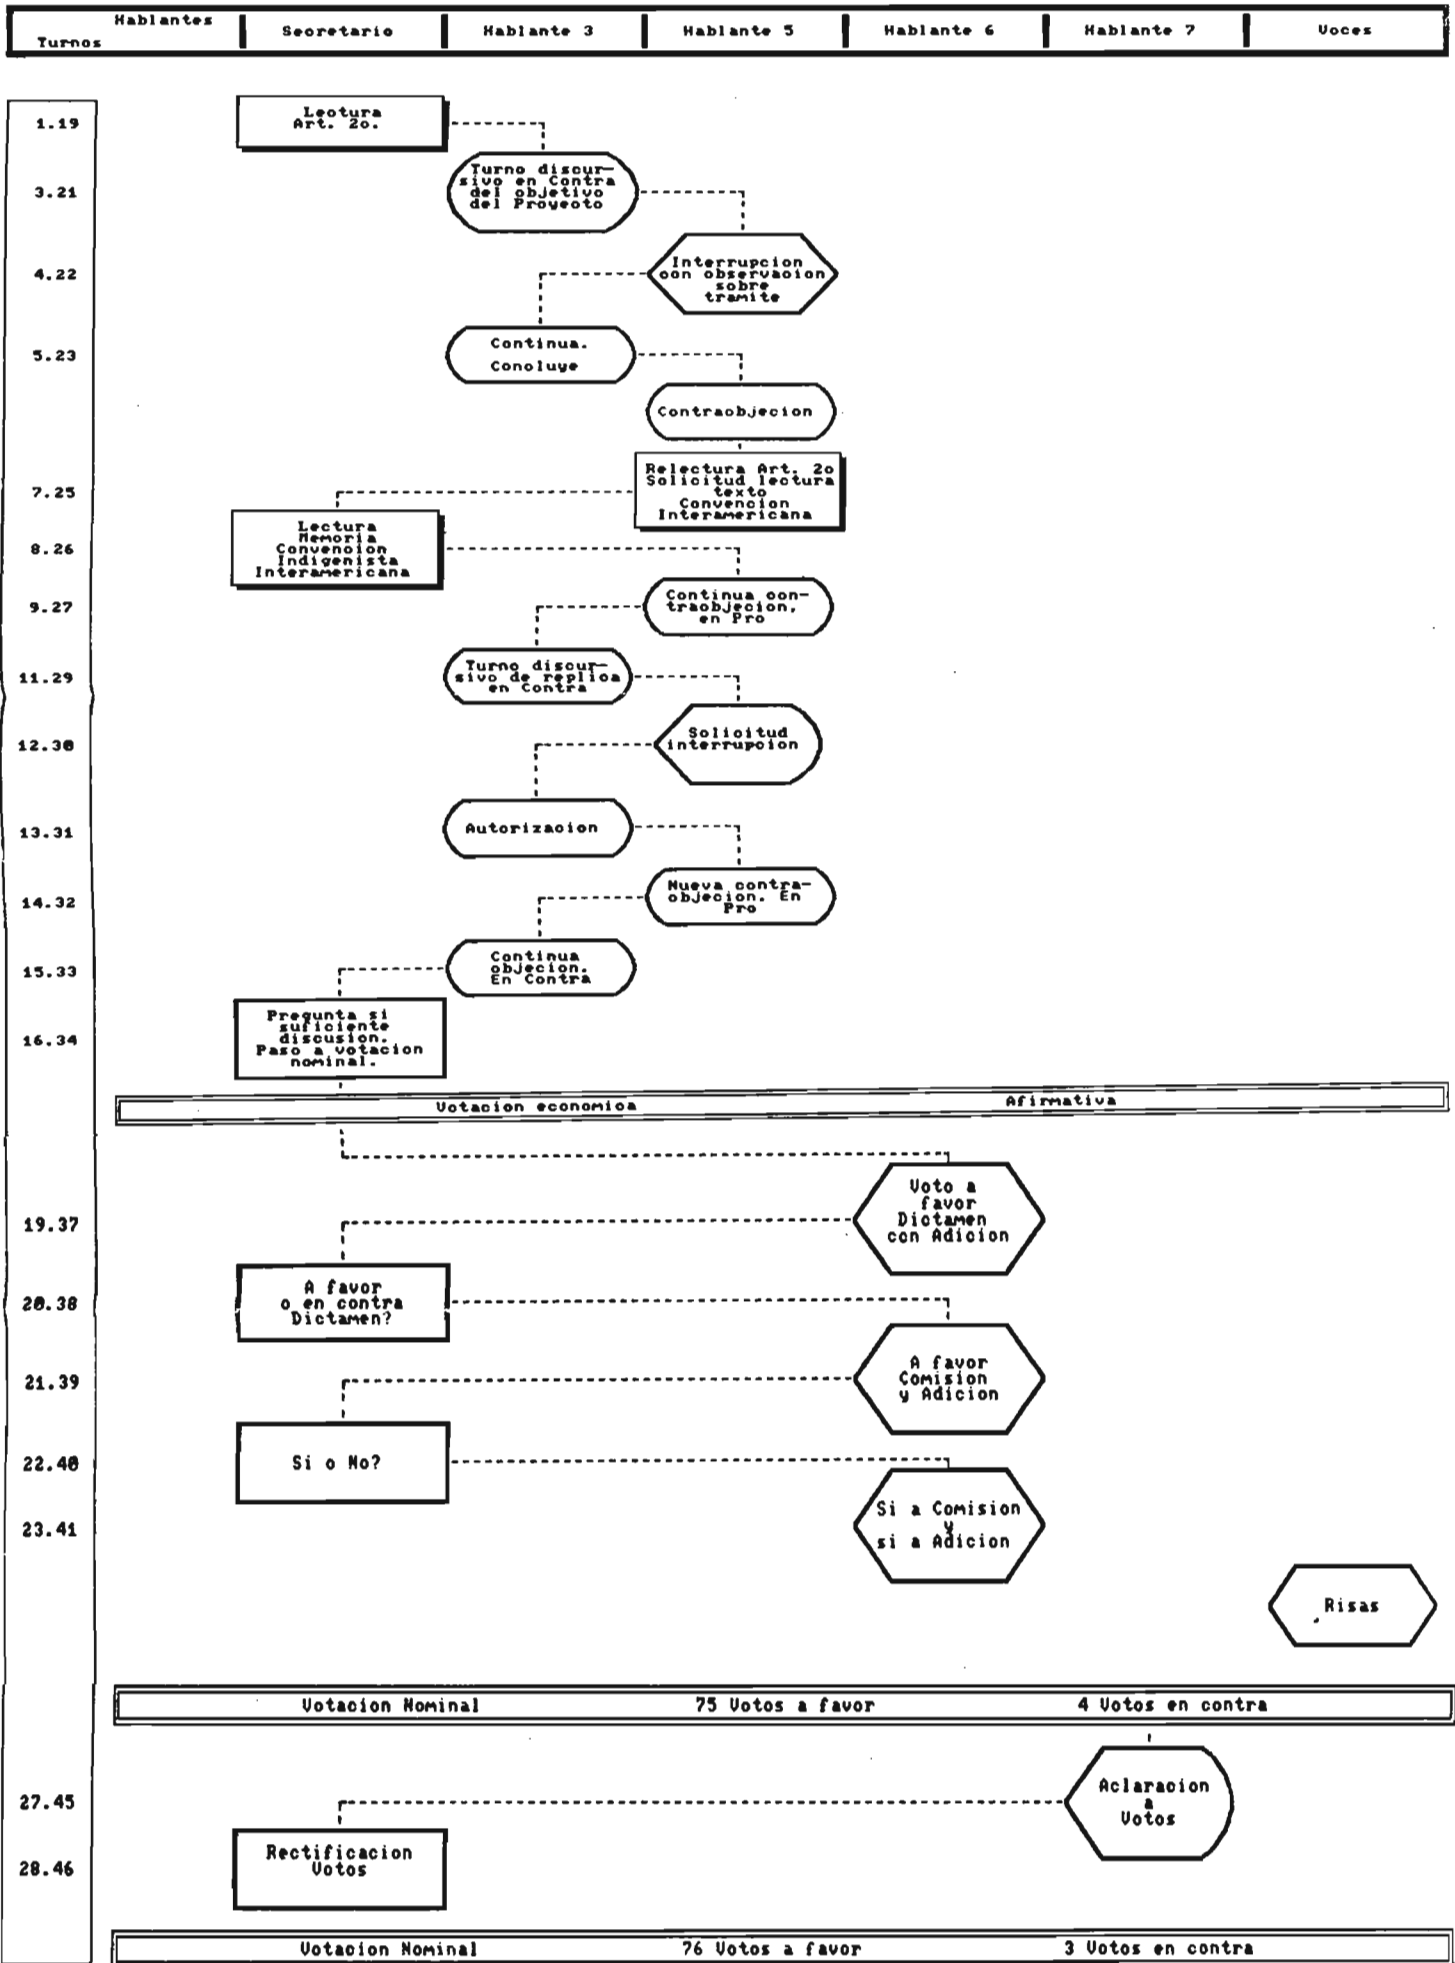 Hablantes
Turnos
Secretario
Hablante 3
Hablante 5
Hablante 6
Hablante 7
Voces
1.19
Lectura
Art. 2o.
3.21
Turno discur-
sivo en Contra
del objetivo
del Proyecto
4.22
Interrupcion
con observacion
sobre
tramite
5.23
Continua.
Concluye
Contraobjecion
7.25
Relectura Art. 2o
Solicitud lectura
texto
Convencion
Interamericana
8.26
Lectura
Memoria
Convencion
Indigenista
Interamericana
9.27
Continua con-
traobjecion,
en Pro
11.29
Turno discur-
sivo de replica
en Contra
12.30
Solicitud
interrupcion
13.31
Autorizacion
14.32
Nueva contra-
objecion. En
Pro
15.33
Continua
objecion.
En Contra
16.34
Pregunta si
suficiente
discusion.
Paso a votacion
nominal.
Votacion economica
Afirmativa
19.37
Voto a
favor
Dictamen
con Adicion
20.38
A favor
o en contra
Dictamen?
21.39
A favor
Comision
y Adicion
22.40
Si o No?
23.41
Si a Comision
y
si a Adicion
Risas
Votacion Nominal
75 Votos a favor
4 Votos en contra
27.45
Aclaracion
a
Votos
28.46
Rectificacion
Votos
Votacion Nominal
76 Votos a favor
3 Votos en contra